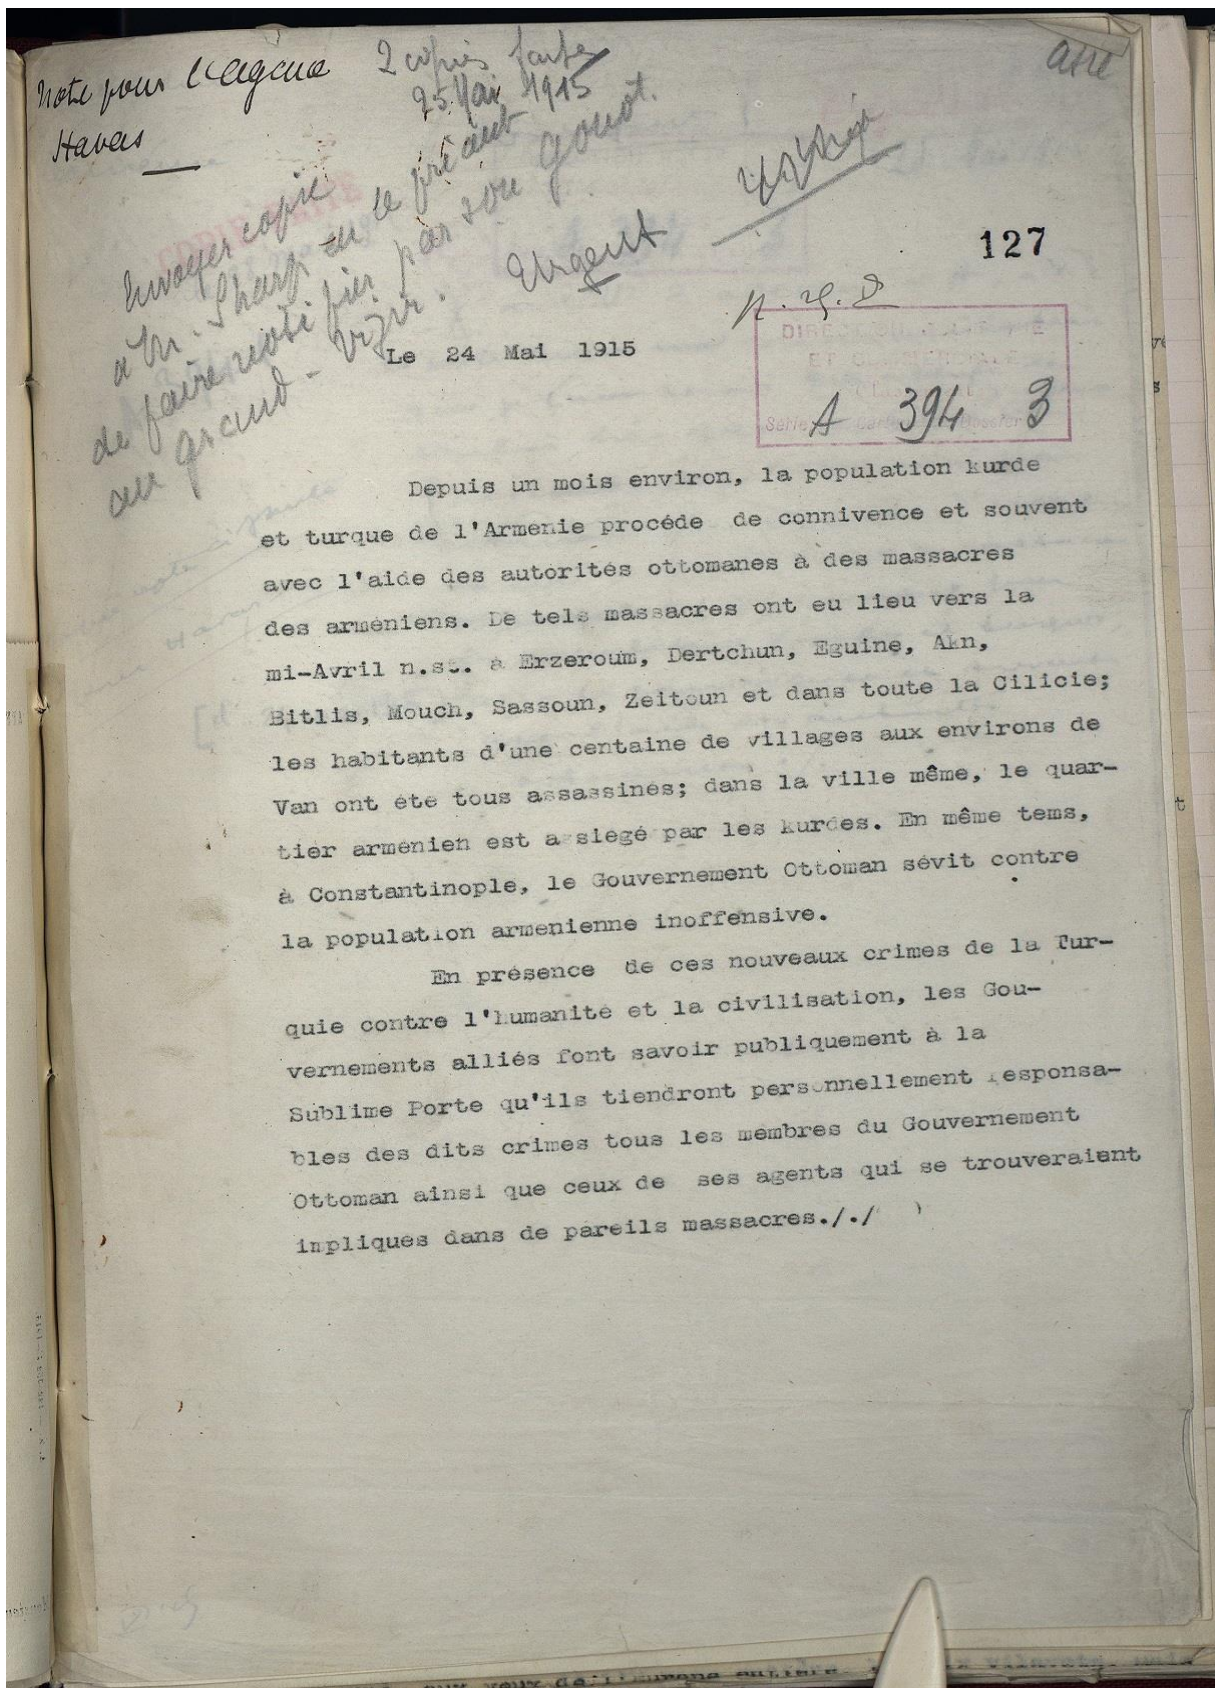 Note pour l'Agence
Havas
2 copies faites
25 Mai 1915
Envoyer copie
à M. Sharp en le priant
de faire notifier par son gouvt.
au grand-vizir.
Urgent
127
Le 24 Mai 1915
DIRECTION
Série A Carton 394 Dossier 3
Depuis un mois environ, la population kurde
et turque de l'Armenie procéde de connivence et souvent
avec l'aide des autorités ottomanes à des massacres
des arméniens. De tels massacres ont eu lieu vers la
mi-Avril n.st. à Erzeroum, Dertchun, Eguine, Akn,
Bitlis, Mouch, Sassoun, Zeitoun et dans toute la Cilicie;
les habitants d'une centaine de villages aux environs de
Van ont été tous assassinés; dans la ville même, le quar-
tier arménien est assiegé par les kurdes. En même tems,
à Constantinople, le Gouvernement Ottoman sévit contre
la population armenienne inoffensive.
En présence de ces nouveaux crimes de la Tur-
quie contre l'humanité et la civilisation, les Gou-
vernements alliés font savoir publiquement à la
Sublime Porte qu'ils tiendront personnellement responsa-
bles des dits crimes tous les membres du Gouvernement
Ottoman ainsi que ceux de ses agents qui se trouveraient
impliqués dans de pareils massacres././